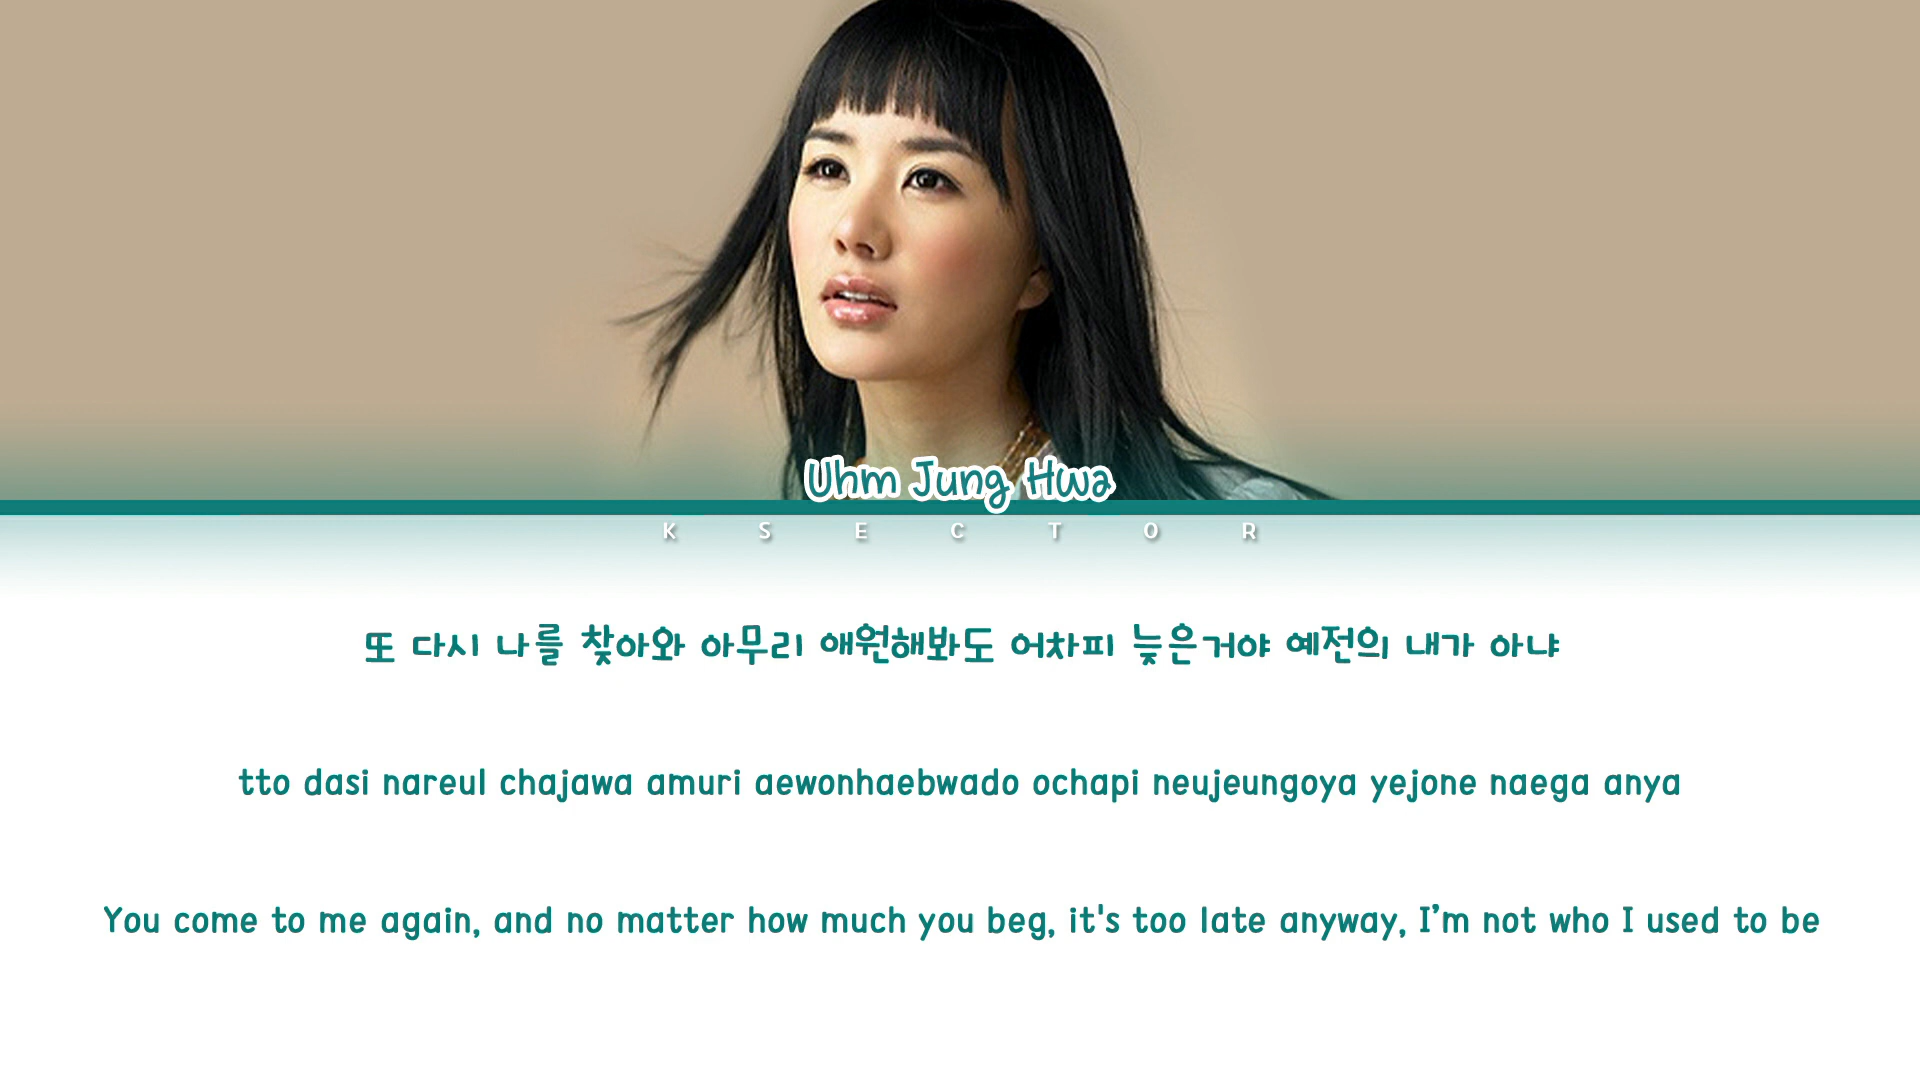 Uhm Jung Hwa
K S E C T O R
또 다시 나를 찾아와 아무리 애원해봐도 어차피 늦은거야 예전의 내가 아냐
tto dasi nareul chajawa amuri aewonhaebwado ochapi neujeungoya yejone naega anya
You come to me again, and no matter how much you beg, it's too late anyway, I’m not who I used to be